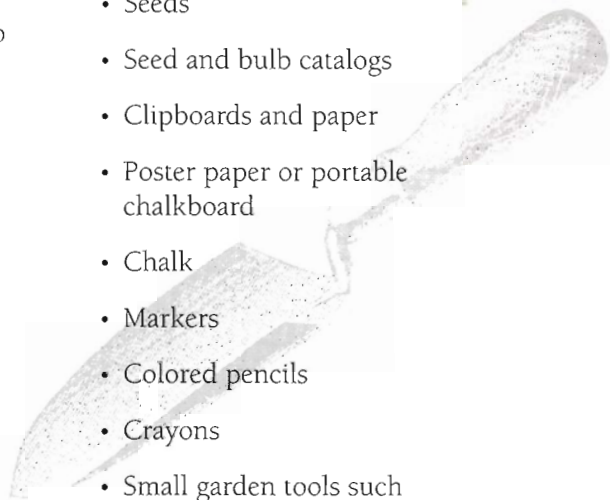 • Seeds
• Seed and bulb catalogs
• Clipboards and paper
• Poster paper or portable
chalkboard
• Chalk
• Markers
• Colored pencils
• Crayons
• Small garden tools such